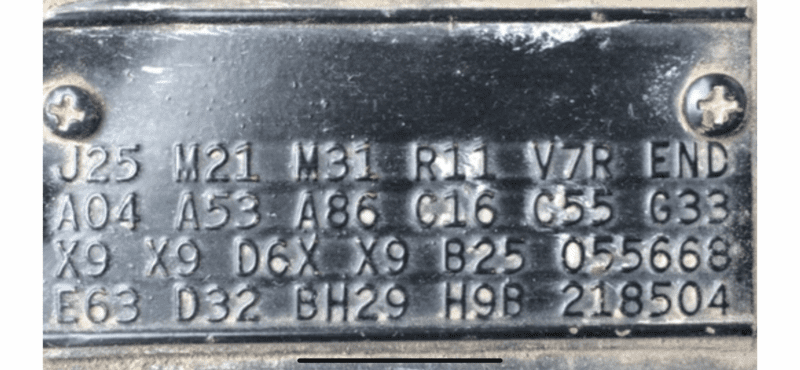 J25 M21 M31 R11 V7R END
A04 A53 A86 C16 C55 G33
X9 X9 D6X X9 B25 055668
E63 D32 BH29 H9B 218504